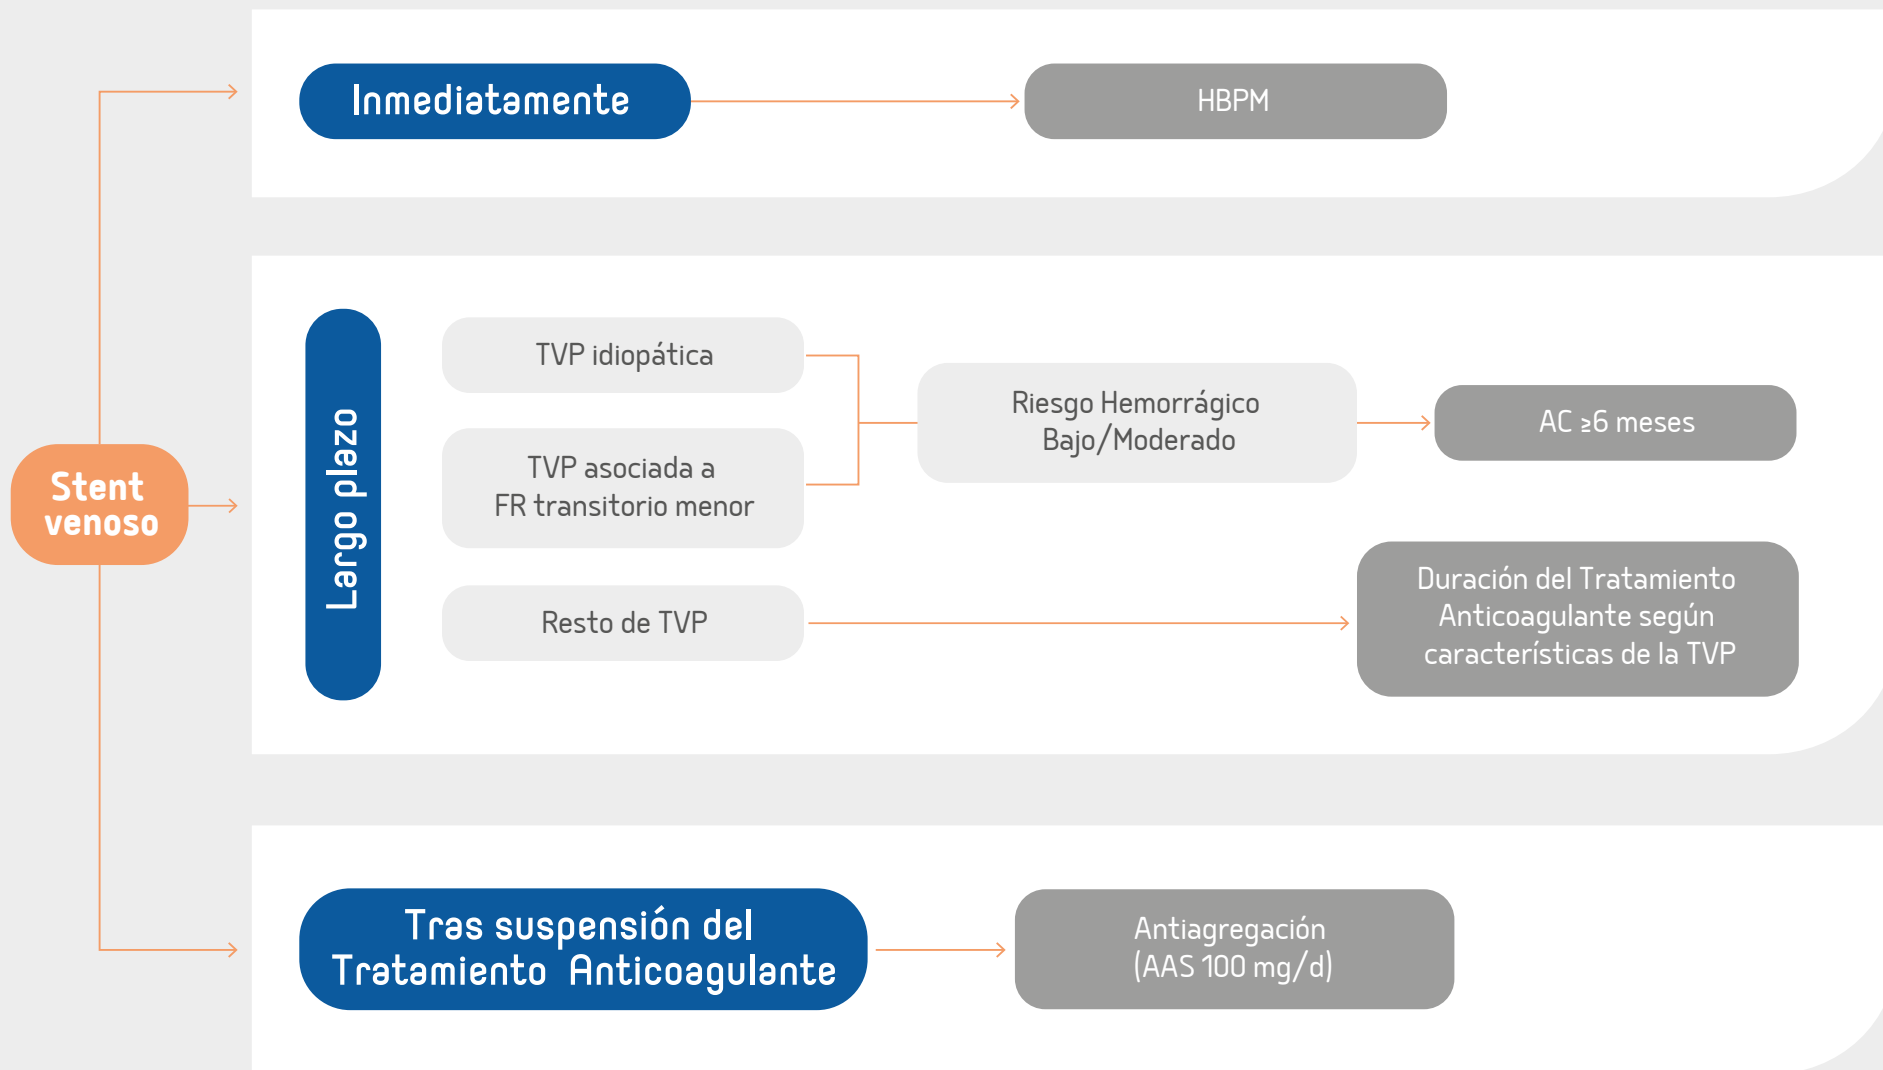 Stent
venoso
Inmediatamente
HBPM
Largo plazo
TVP idiopática
TVP asociada a
FR transitorio menor
Riesgo Hemorrágico
Bajo/Moderado
AC ≥6 meses
Resto de TVP
Duración del Tratamiento
Anticoagulante según
características de la TVP
Tras suspensión del
Tratamiento Anticoagulante
Antiagregación
(AAS 100 mg/d)